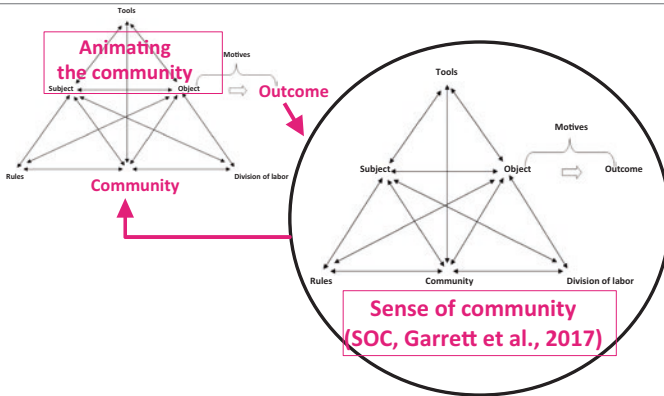 Tools
Animating
the community
Motives
Subject
Object
Outcome
Rules
Community
Division of labor
Tools
Motives
Subject
Object
Outcome
Rules
Community
Division of labor
Sense of community
(SOC, Garrett et al., 2017)